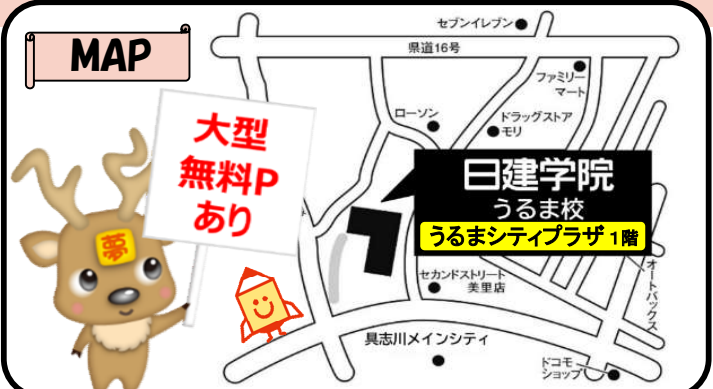 MAP
セブンイレブン
県道16号
ファミリー
マート
ローソン
ドラッグストア
モリ
大型
無料P
あり
日建学院
うるま校
うるまシティプラザ 1階
夢
セカンドストリート
美里店
オートバックス
具志川メインシティ
ドコモ
ショップ